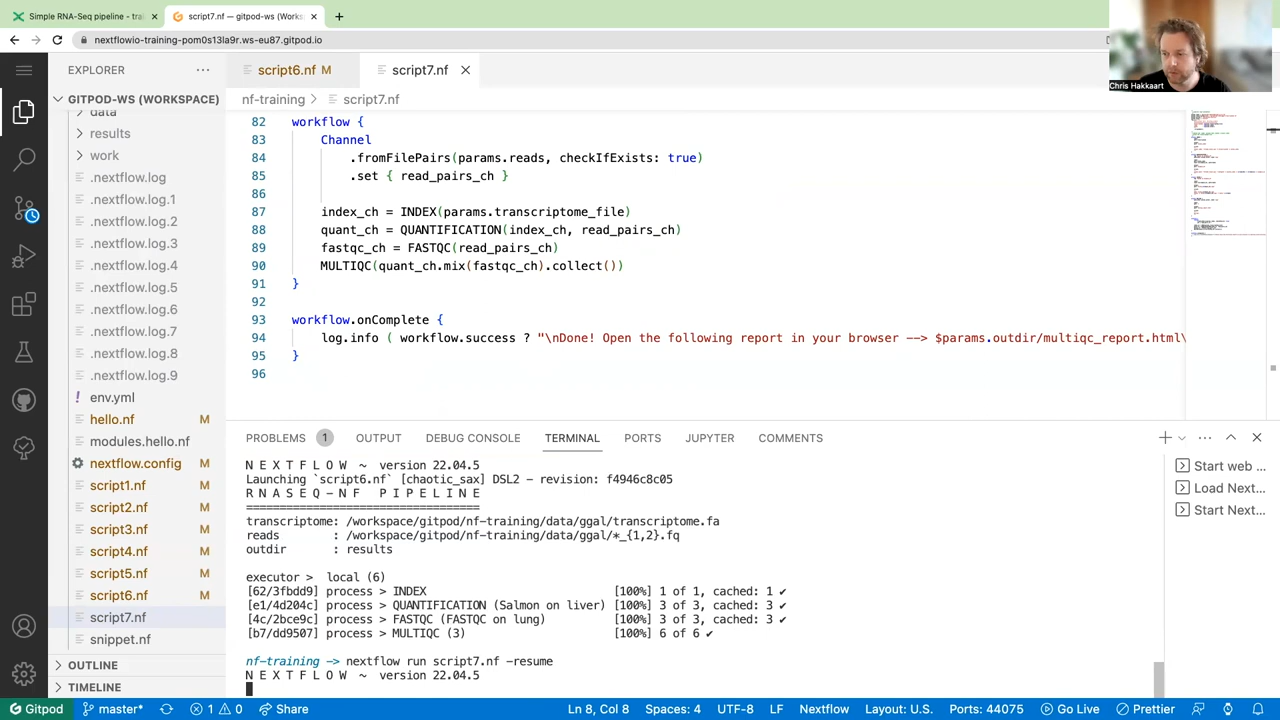 Simple RNA-Seq pipeline - trai
script7.nf — gitpod-ws (Works
nextflowio-training-pom0s13la9r.ws-eu87.gitpod.io
Chris Hakkaart
EXPLORER
script6.nf M
script7.nf
GITPOD-WS (WORKSPACE)
nf-training > script7.nf
data
results
work
.nextflow.log
.nextflow.log.1
.nextflow.log.2
.nextflow.log.3
.nextflow.log.4
.nextflow.log.5
.nextflow.log.6
.nextflow.log.7
.nextflow.log.8
.nextflow.log.9
env.yml
hello.nf M
modules.hello.nf
nextflow.config M
script1.nf M
script2.nf M
script3.nf M
script4.nf M
script5.nf M
script6.nf M
script7.nf
snippet.nf
OUTLINE
TIMELINE
82 workflow {
83 channel
84 .fromFilePairs(params.reads, checkIfExists: true)
85 .set { read_pairs_ch }
86
87 index_ch = INDEX(params.transcriptome_file)
88 quant_ch = QUANTIFICATION(index_ch, read_pairs_ch)
89 fastqc_ch = FASTQC(read_pairs_ch)
90 MULTIQC(quant_ch.mix(fastqc_ch).collect())
91 }
92
93 workflow.onComplete {
94 log.info ( workflow.success ? "\nDone! Open the following report in your browser --> $params.outdir/multiqc_report.html\
95 }
96
PROBLEMS 1 OUTPUT DEBUG CONSOLE TERMINAL PORTS JUPYTER COMMENTS
N E X T F L O W ~ version 22.04.5
Launching `script6.nf` [chaotic_sax] DSL2 - revision: f4946c8c05
R N A S E Q - N F P I P E L I N E
===================================
transcriptome: /workspace/gitpod/nf-training/data/ggal/transcriptome.fa
reads : /workspace/gitpod/nf-training/data/ggal/*_{1,2}.fq
outdir : results
executor > local (6)
[62/3fbdd9] process > INDEX [100%] 1 of 1, cached: 1 ✔
[e1/4d204c] process > QUANTIFICATION (Salmon on liver) [100%] 3 of 3, cached: 3 ✔
[4c/2bce9c] process > FASTQC (FASTQC on lung) [100%] 3 of 3, cached: 3 ✔
[b7/dd9507] process > MULTIQC (3) [100%] 6 of 6 ✔
nf-training -> nextflow run script7.nf -resume
N E X T F L O W ~ version 22.04.5
Start web ...
Load Next...
Start Next...
Gitpod master* 1 0 Share Ln 8, Col 8 Spaces: 4 UTF-8 LF Nextflow Layout: U.S. Ports: 44075 Go Live Prettier